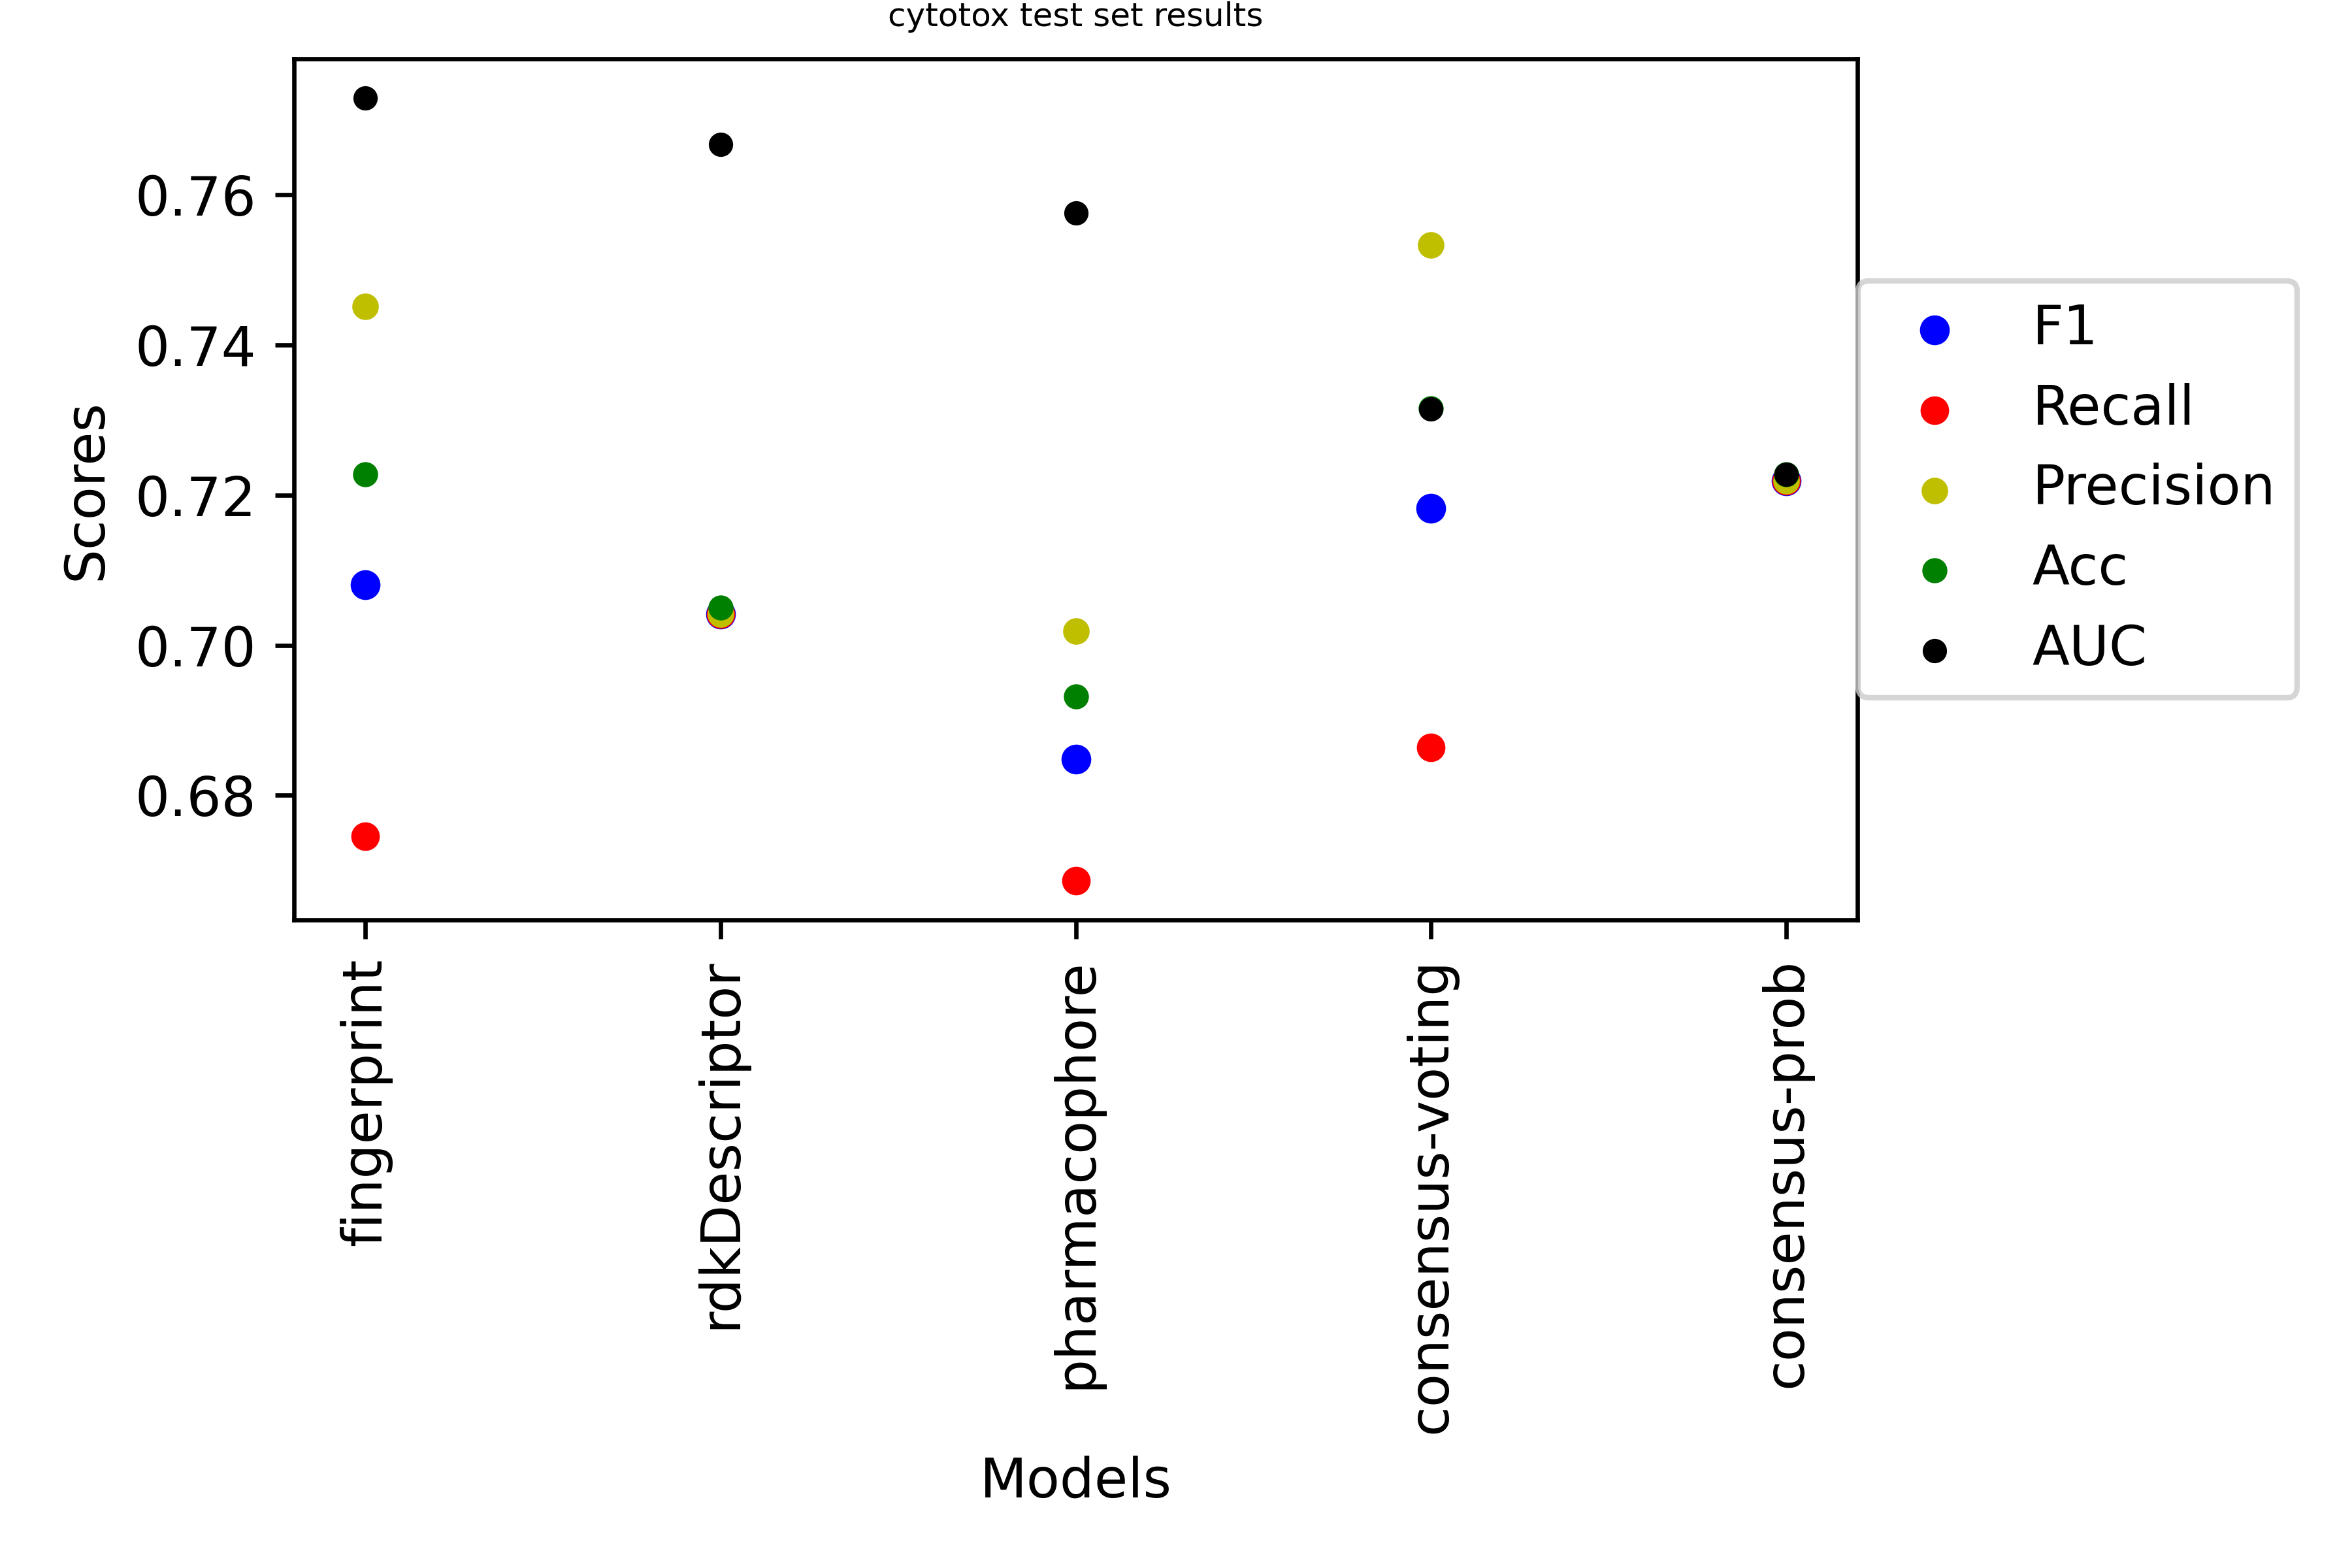 cytotox test set results
Scores
0.76
0.74
0.72
0.70
0.68
F1
Recall
Precision
Acc
AUC
fingerprint
rdkDescriptor
pharmacophore
consensus-voting
consensus-prob
Models